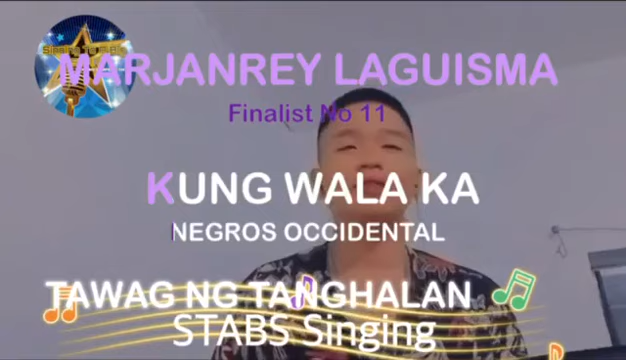 MARJANREY LAGUISMA
Finalist No 11
KUNG WALA KA
NEGROS OCCIDENTAL
TAWAG NG TANGHALAN
STABS Singing